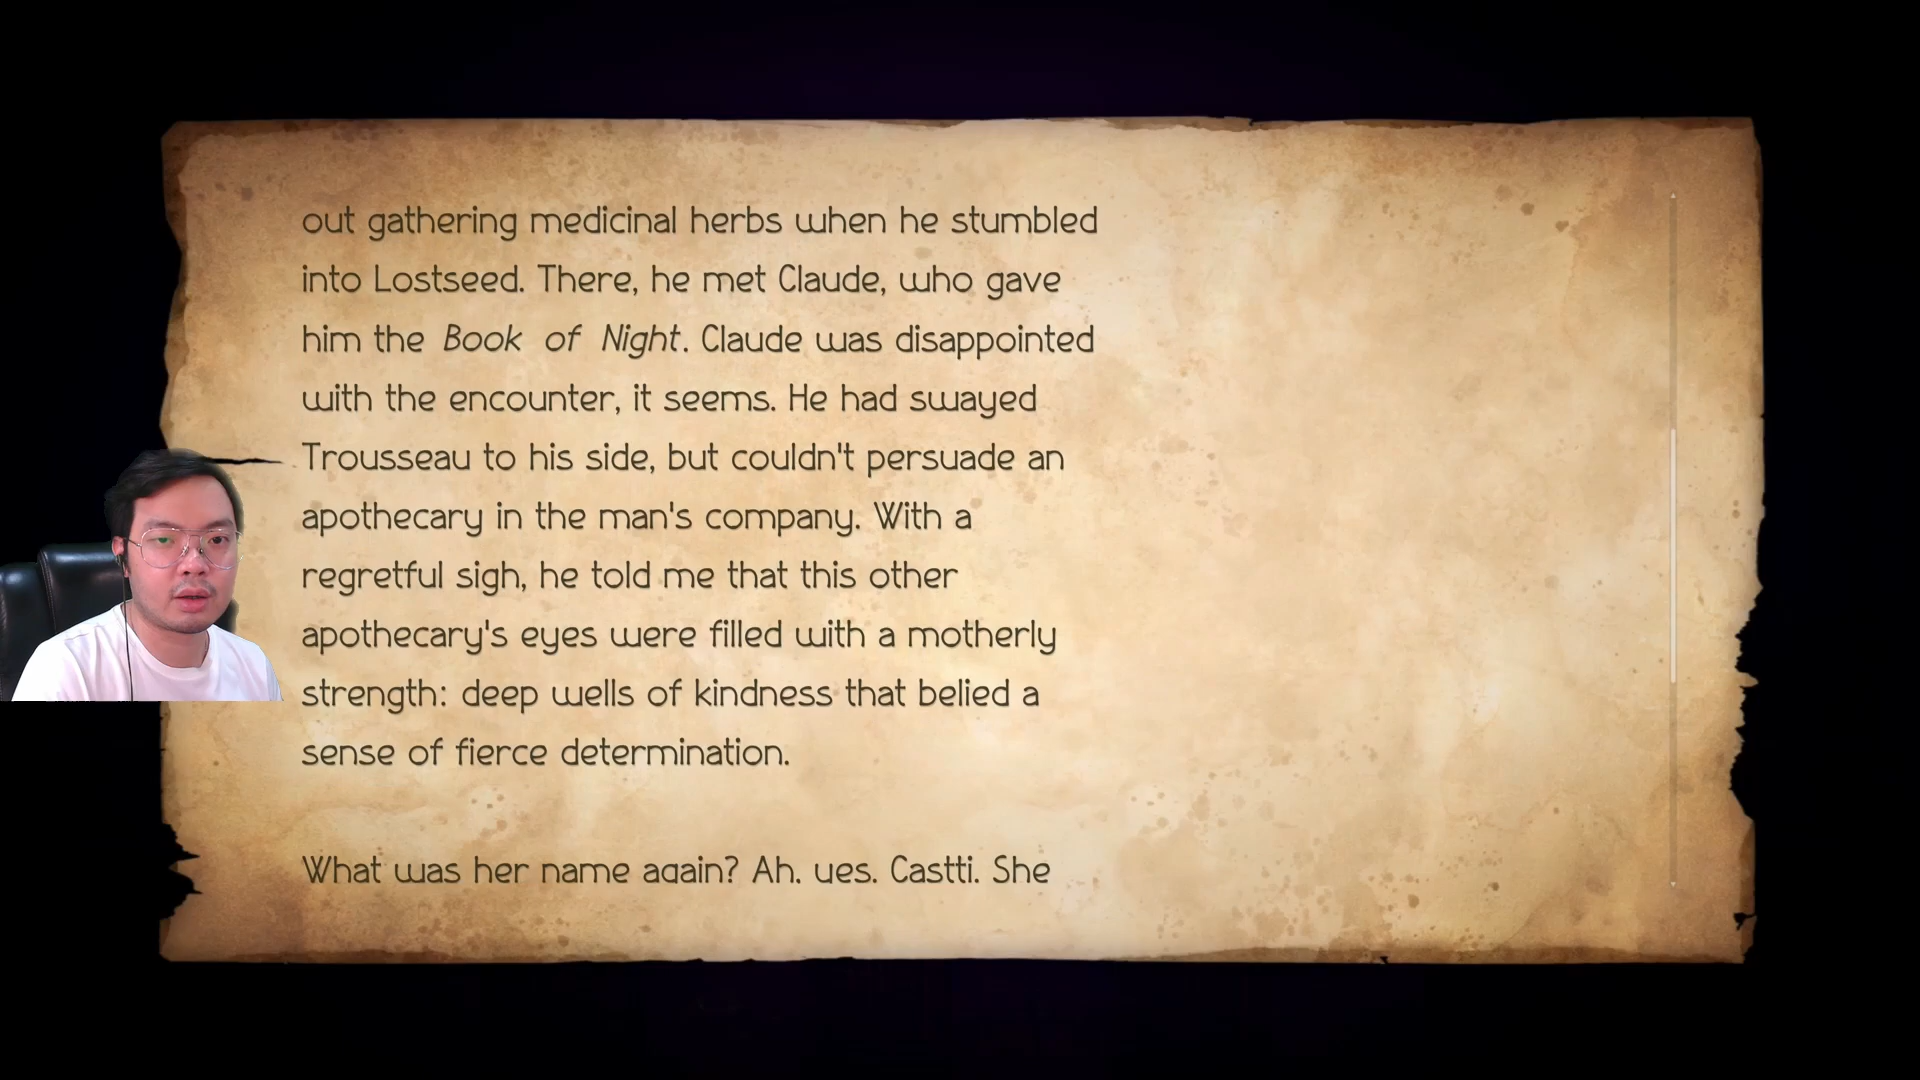 out gathering medicinal herbs when he stumbled
into Lostseed. There, he met Claude, who gave
him the Book of Night. Claude was disappointed
with the encounter, it seems. He had swayed
Trousseau to his side, but couldn't persuade an
apothecary in the man's company. With a
regretful sigh, he told me that this other
apothecary's eyes were filled with a motherly
strength: deep wells of kindness that belied a
sense of fierce determination.
What was her name again? Ah, yes. Castti. She